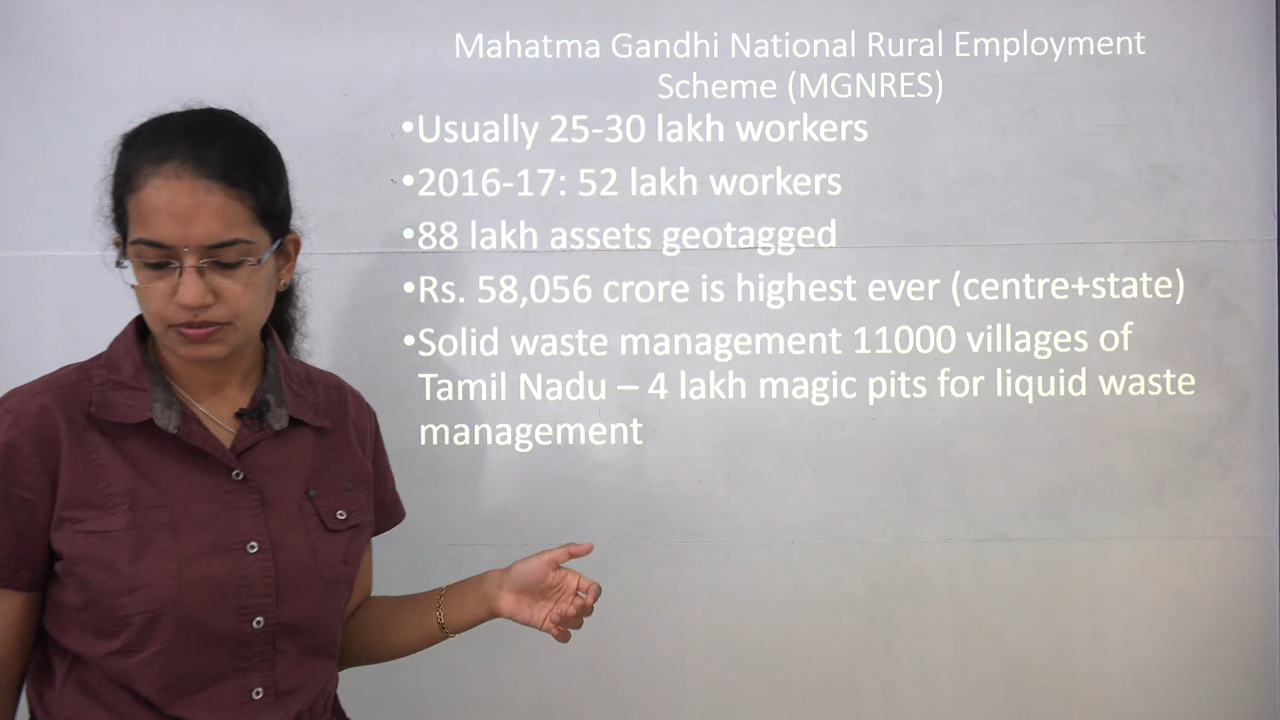 Mahatma Gandhi National Rural Employment
Scheme (MGNRES)
•Usually 25-30 lakh workers
•2016-17: 52 lakh workers
•88 lakh assets geotagged
•Rs. 58,056 crore is highest ever (centre+state)
•Solid waste management 11000 villages of
Tamil Nadu – 4 lakh magic pits for liquid waste
management